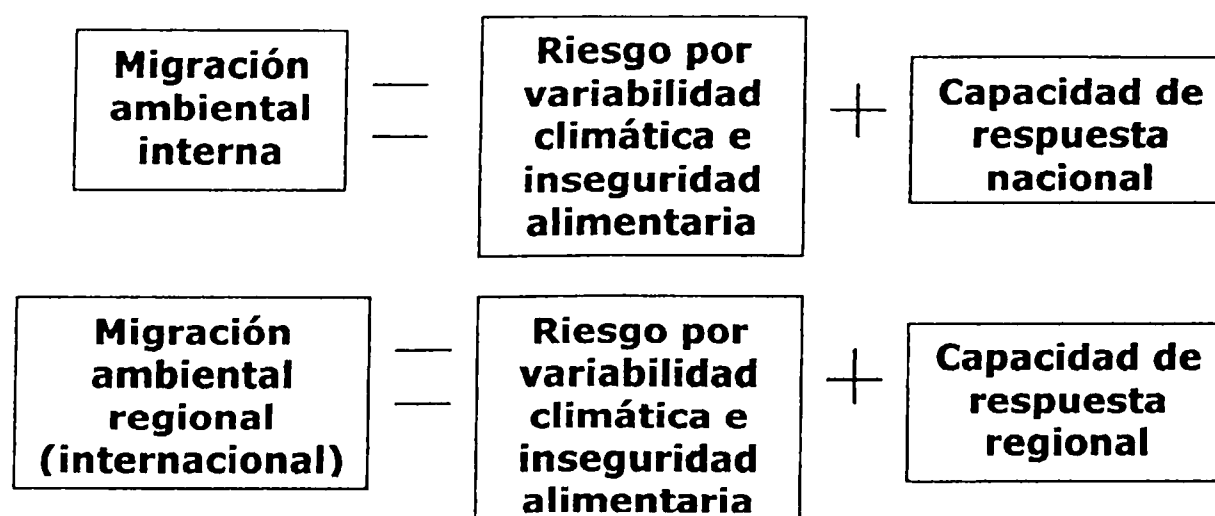 Migración
ambiental
interna
=
Riesgo por
variabilidad
climática e
inseguridad
alimentaria
+
Capacidad de
respuesta
nacional
Migración
ambiental
regional
(internacional)
=
Riesgo por
variabilidad
climática e
inseguridad
alimentaria
+
Capacidad de
respuesta
regional